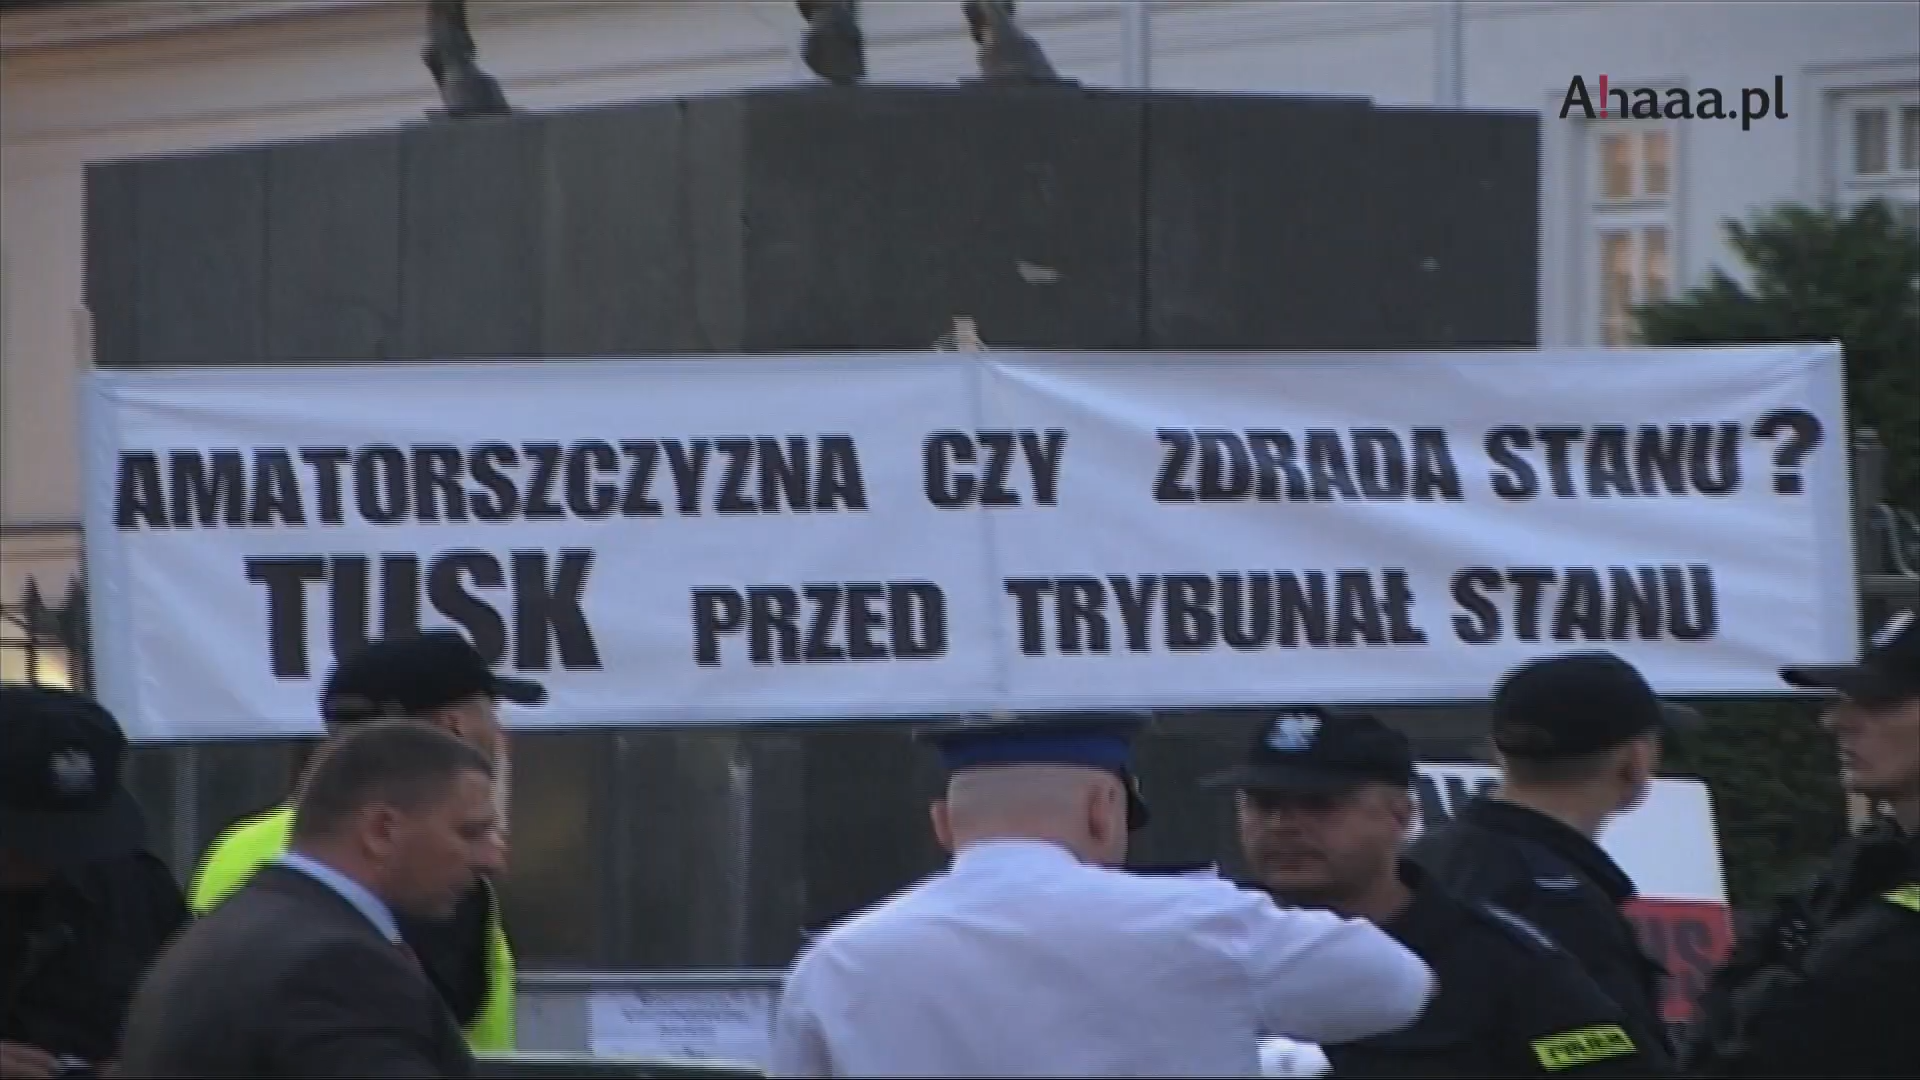 Ahaaa.pl
AMATORSZCZYZNA CZY ZDRADA STANU?
TUSK PRZED TRYBUNAŁ STANU
POLICJA